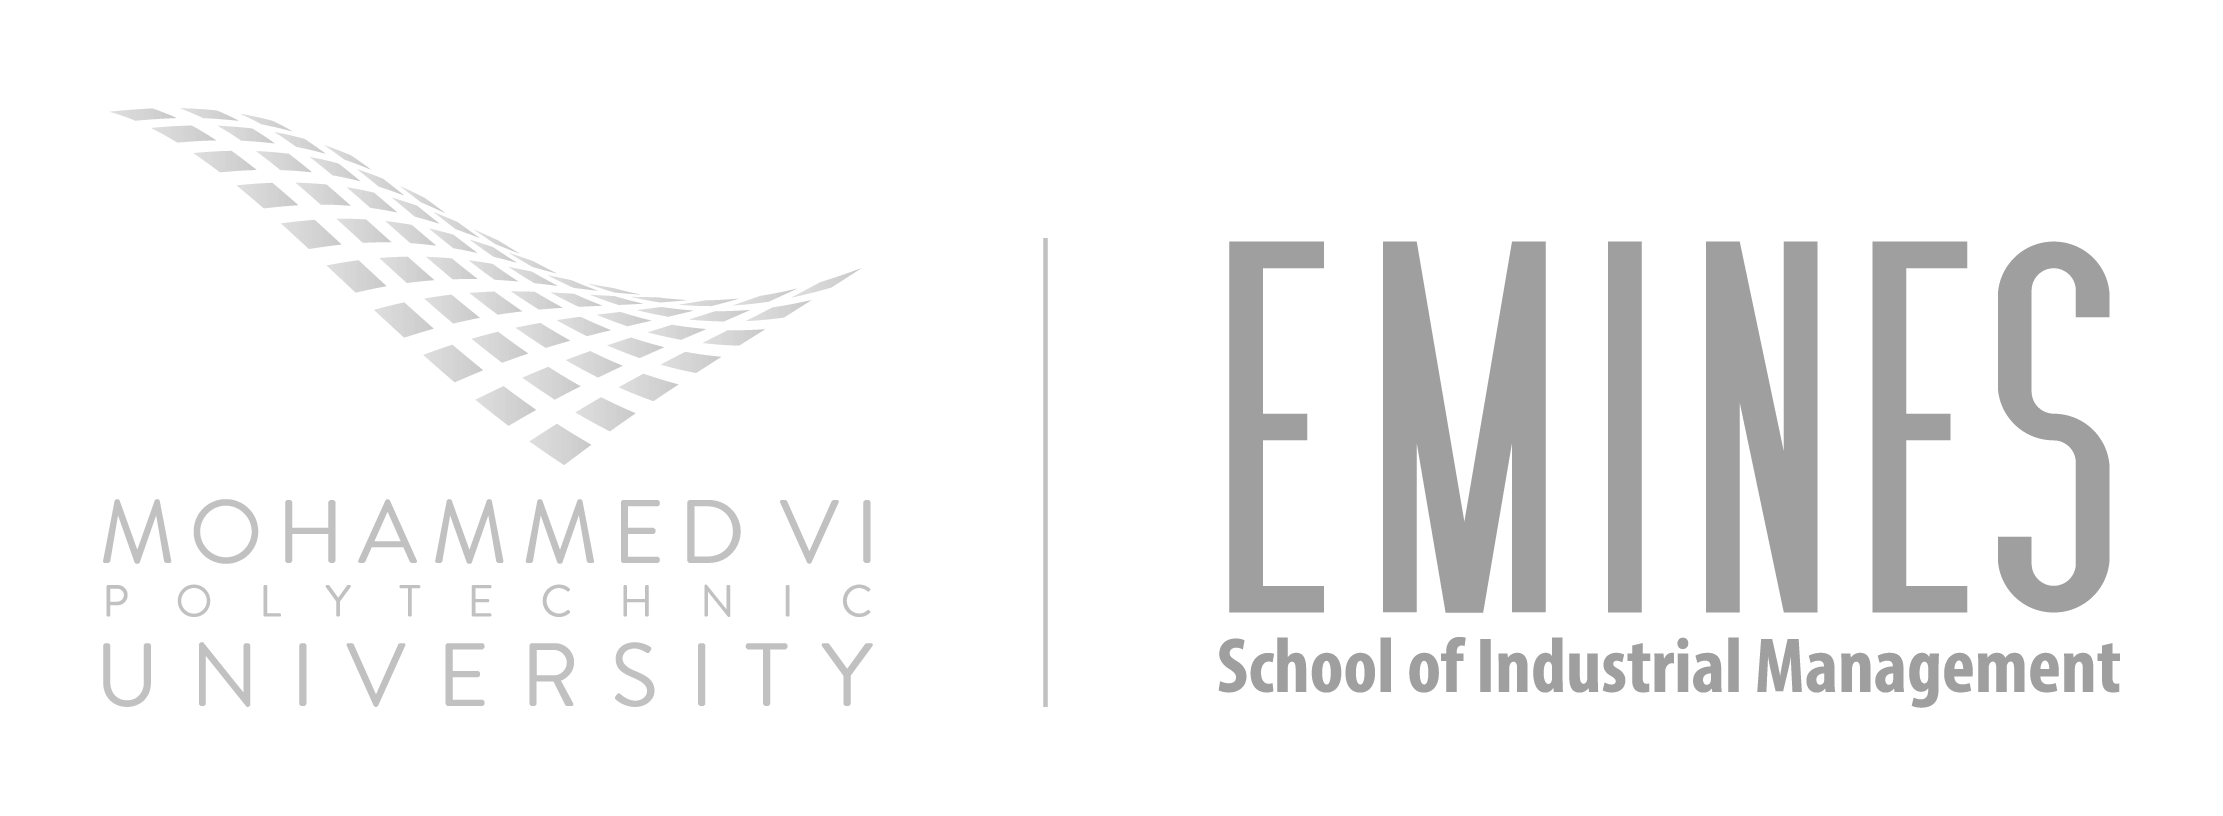 MOHAMMED VI
POLYTECHNIC
UNIVERSITY
EMINES
School of Industrial Management